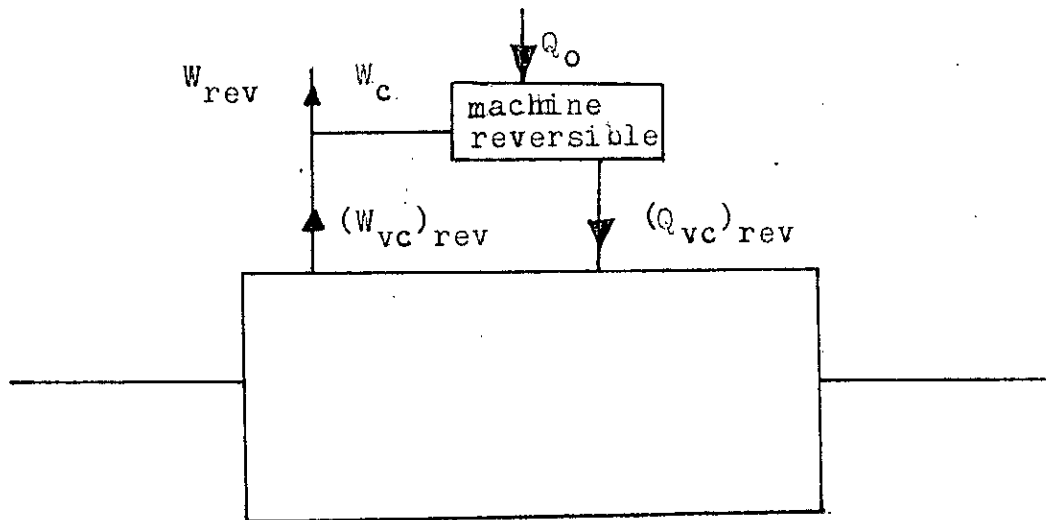 Q_o
W_rev
W_c
machine
reversible
(W_vc)_rev
(Q_vc)_rev